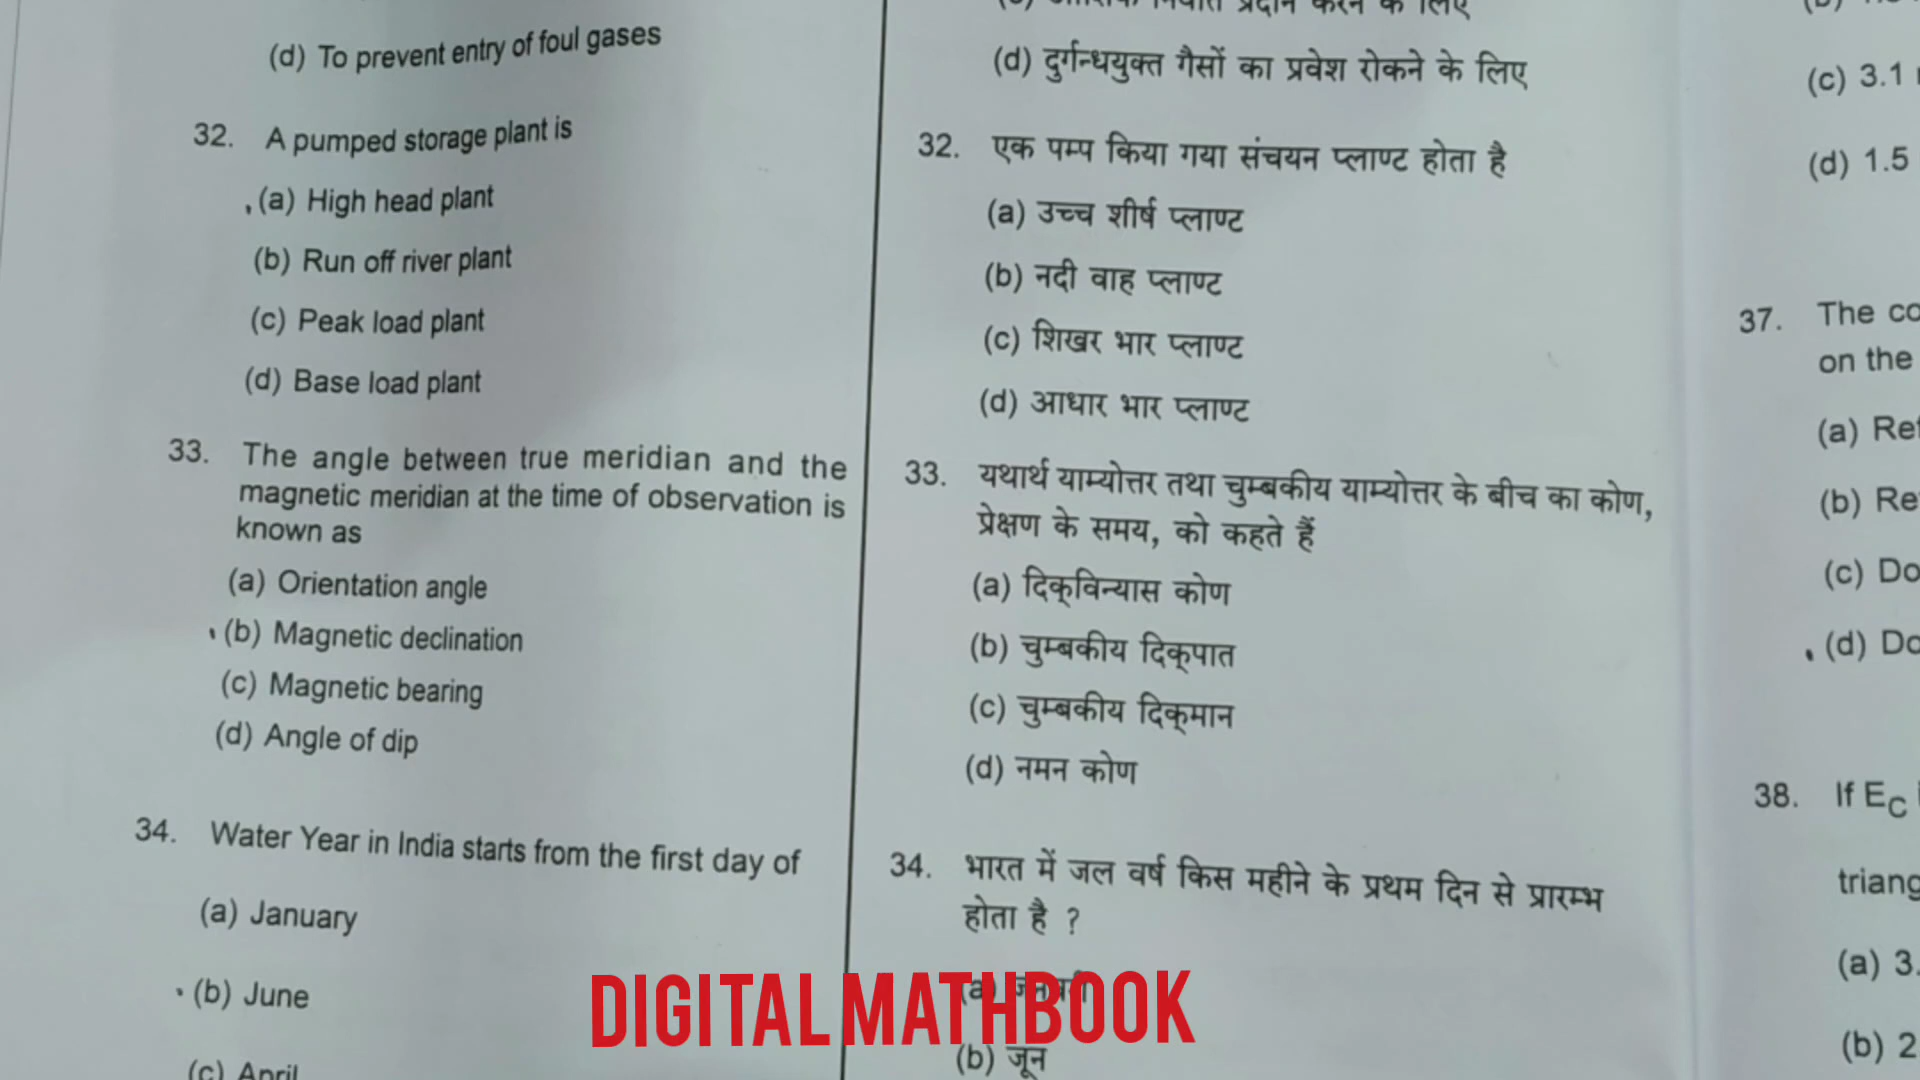 (d) To prevent entry of foul gases
32. A pumped storage plant is
(a) High head plant
(b) Run off river plant
(c) Peak load plant
(d) Base load plant
33. The angle between true meridian and the
magnetic meridian at the time of observation is
known as
(a) Orientation angle
(b) Magnetic declination
(c) Magnetic bearing
(d) Angle of dip
34. Water Year in India starts from the first day of
(a) January
(b) June
(c) April
(d) दुर्गन्धयुक्त गैसों का प्रवेश रोकने के लिए
32. एक पम्प किया गया संचयन प्लाण्ट होता है
(a) उच्च शीर्ष प्लाण्ट
(b) नदी वाह प्लाण्ट
(c) शिखर भार प्लाण्ट
(d) आधार भार प्लाण्ट
33. यथार्थ याम्योत्तर तथा चुम्बकीय याम्योत्तर के बीच का कोण,
प्रेक्षण के समय, को कहते हैं
(a) दिक्‌विन्यास कोण
(b) चुम्बकीय दिक्‌पात
(c) चुम्बकीय दिक्‌मान
(d) नमन कोण
34. भारत में जल वर्ष किस महीने के प्रथम दिन से प्रारम्भ
होता है ?
(a) जनवरी
(b) जून
(c) 3.1
(d) 1.5
37. The
on the
(a)
(b)
(c)
(d)
38. If E_C
(a) 3.
(b) 2
DIGITAL MATHBOOK